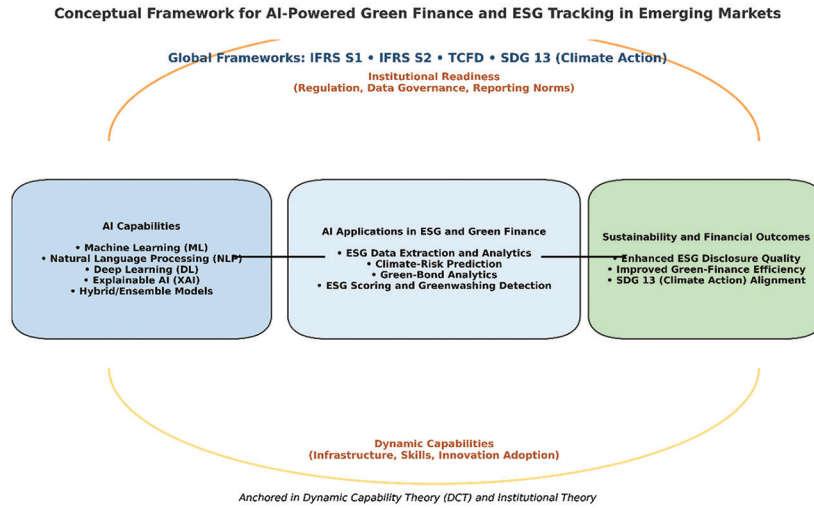 Conceptual Framework for AI-Powered Green Finance and ESG Tracking in Emerging Markets
Global Frameworks: IFRS S1 • IFRS S2 • TCFD • SDG 13 (Climate Action)
Institutional Readiness
(Regulation, Data Governance, Reporting Norms)
AI Capabilities
• Machine Learning (ML)
• Natural Language Processing (NLP)
• Deep Learning (DL)
• Explainable AI (XAI)
• Hybrid/Ensemble Models
AI Applications in ESG and Green Finance
• ESG Data Extraction and Analytics
• Climate-Risk Prediction
• Green-Bond Analytics
• ESG Scoring and Greenwashing Detection
Sustainability and Financial Outcomes
• Enhanced ESG Disclosure Quality
• Improved Green-Finance Efficiency
• SDG 13 (Climate Action) Alignment
Dynamic Capabilities
(Infrastructure, Skills, Innovation Adoption)
Anchored in Dynamic Capability Theory (DCT) and Institutional Theory